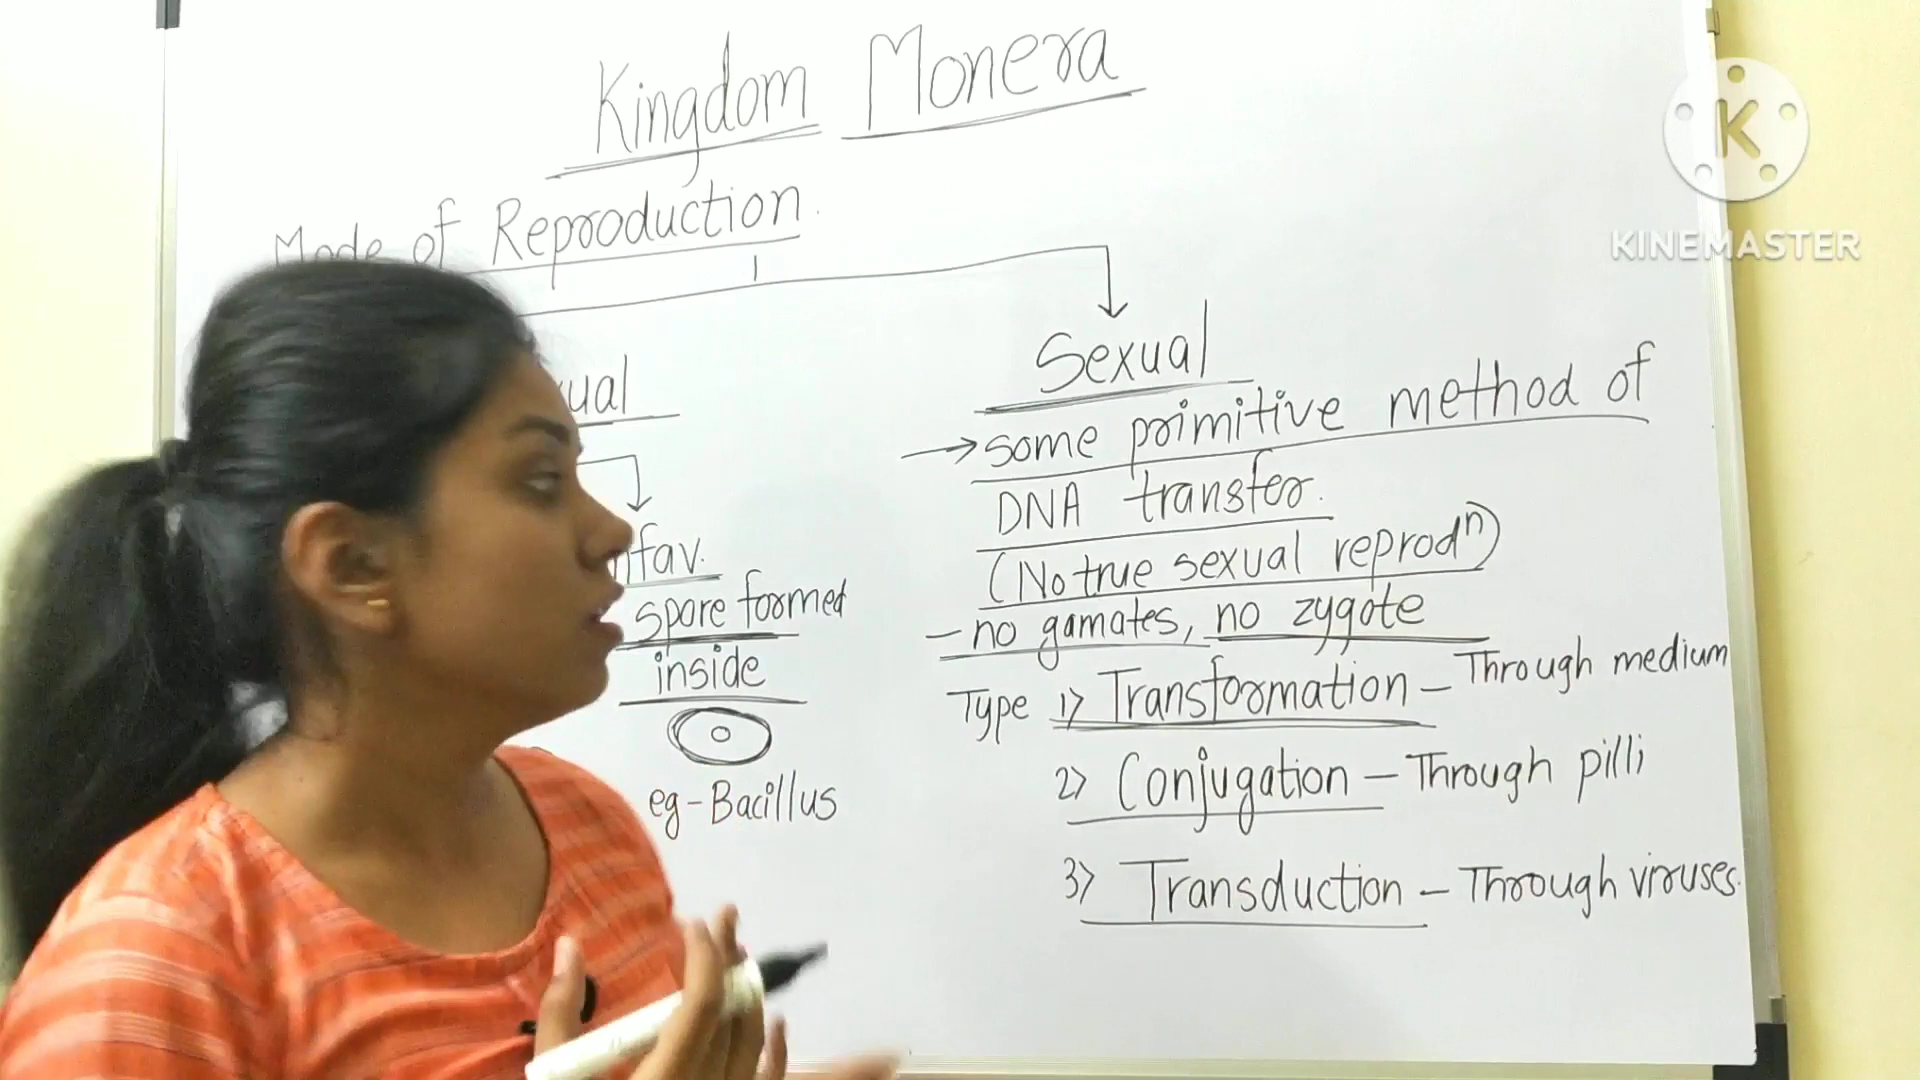 Kingdom Monera
Mode of Reproduction.
Sexual
→ some primitive method of
DNA transfer.
(No true sexual reprodⁿ)
- no gamates, no zygote
Type 1) Transformation - Through medium
2) Conjugation - Through pilli
3) Transduction - Through viruses.
ual
fav.
spore formed
inside
eg - Bacillus
K
KINEMASTER